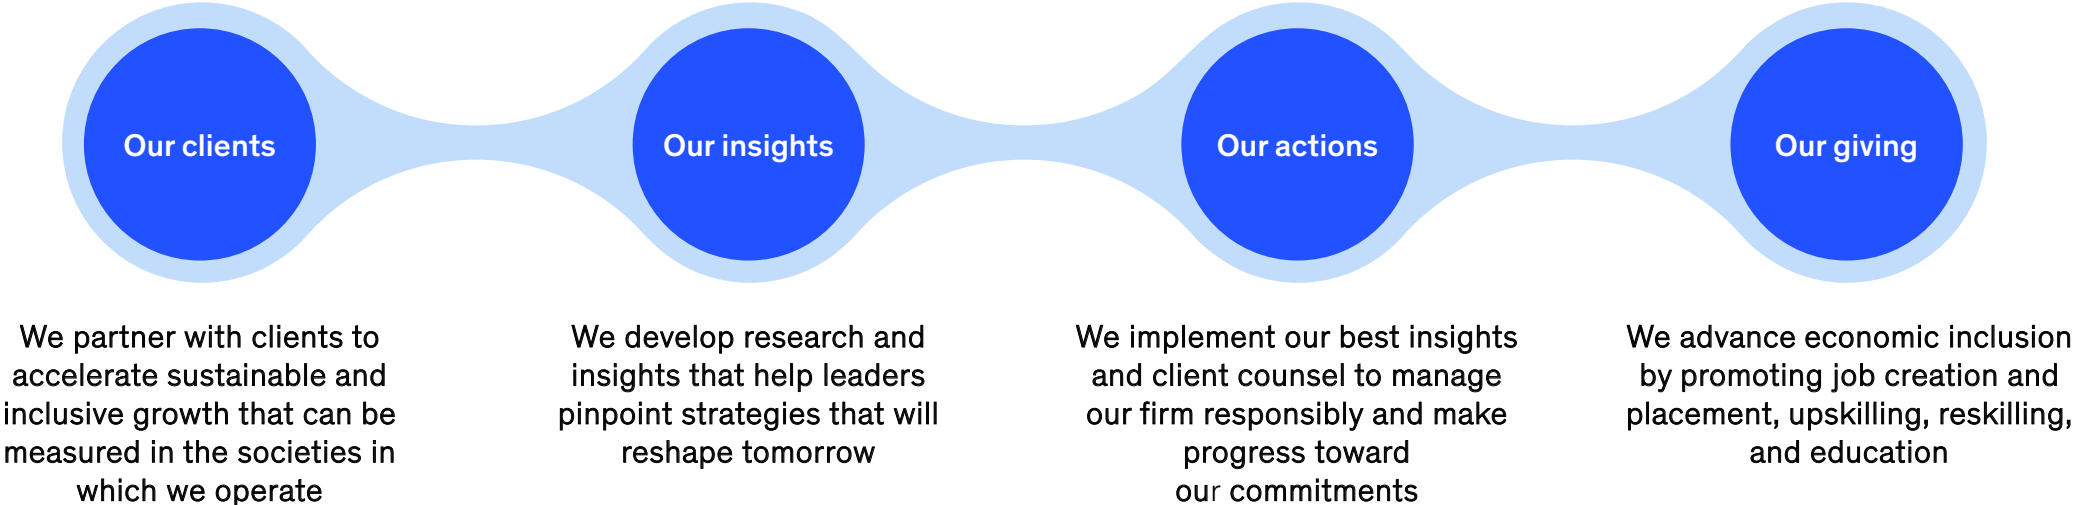 Our clients
Our insights
Our actions
Our giving
We partner with clients to
accelerate sustainable and
inclusive growth that can be
measured in the societies in
which we operate
We develop research and
insights that help leaders
pinpoint strategies that will
reshape tomorrow
We implement our best insights
and client counsel to manage
our firm responsibly and make
progress toward
our commitments
We advance economic inclusion
by promoting job creation and
placement, upskilling, reskilling,
and education